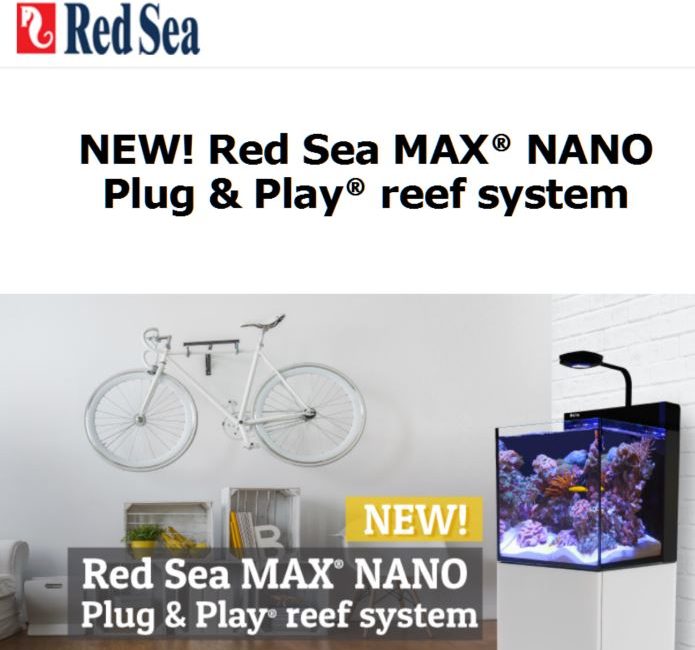 Red Sea
NEW! Red Sea MAX® NANO
Plug & Play® reef system
B
NEW!
Red Sea MAX® NANO
Plug & Play® reef system